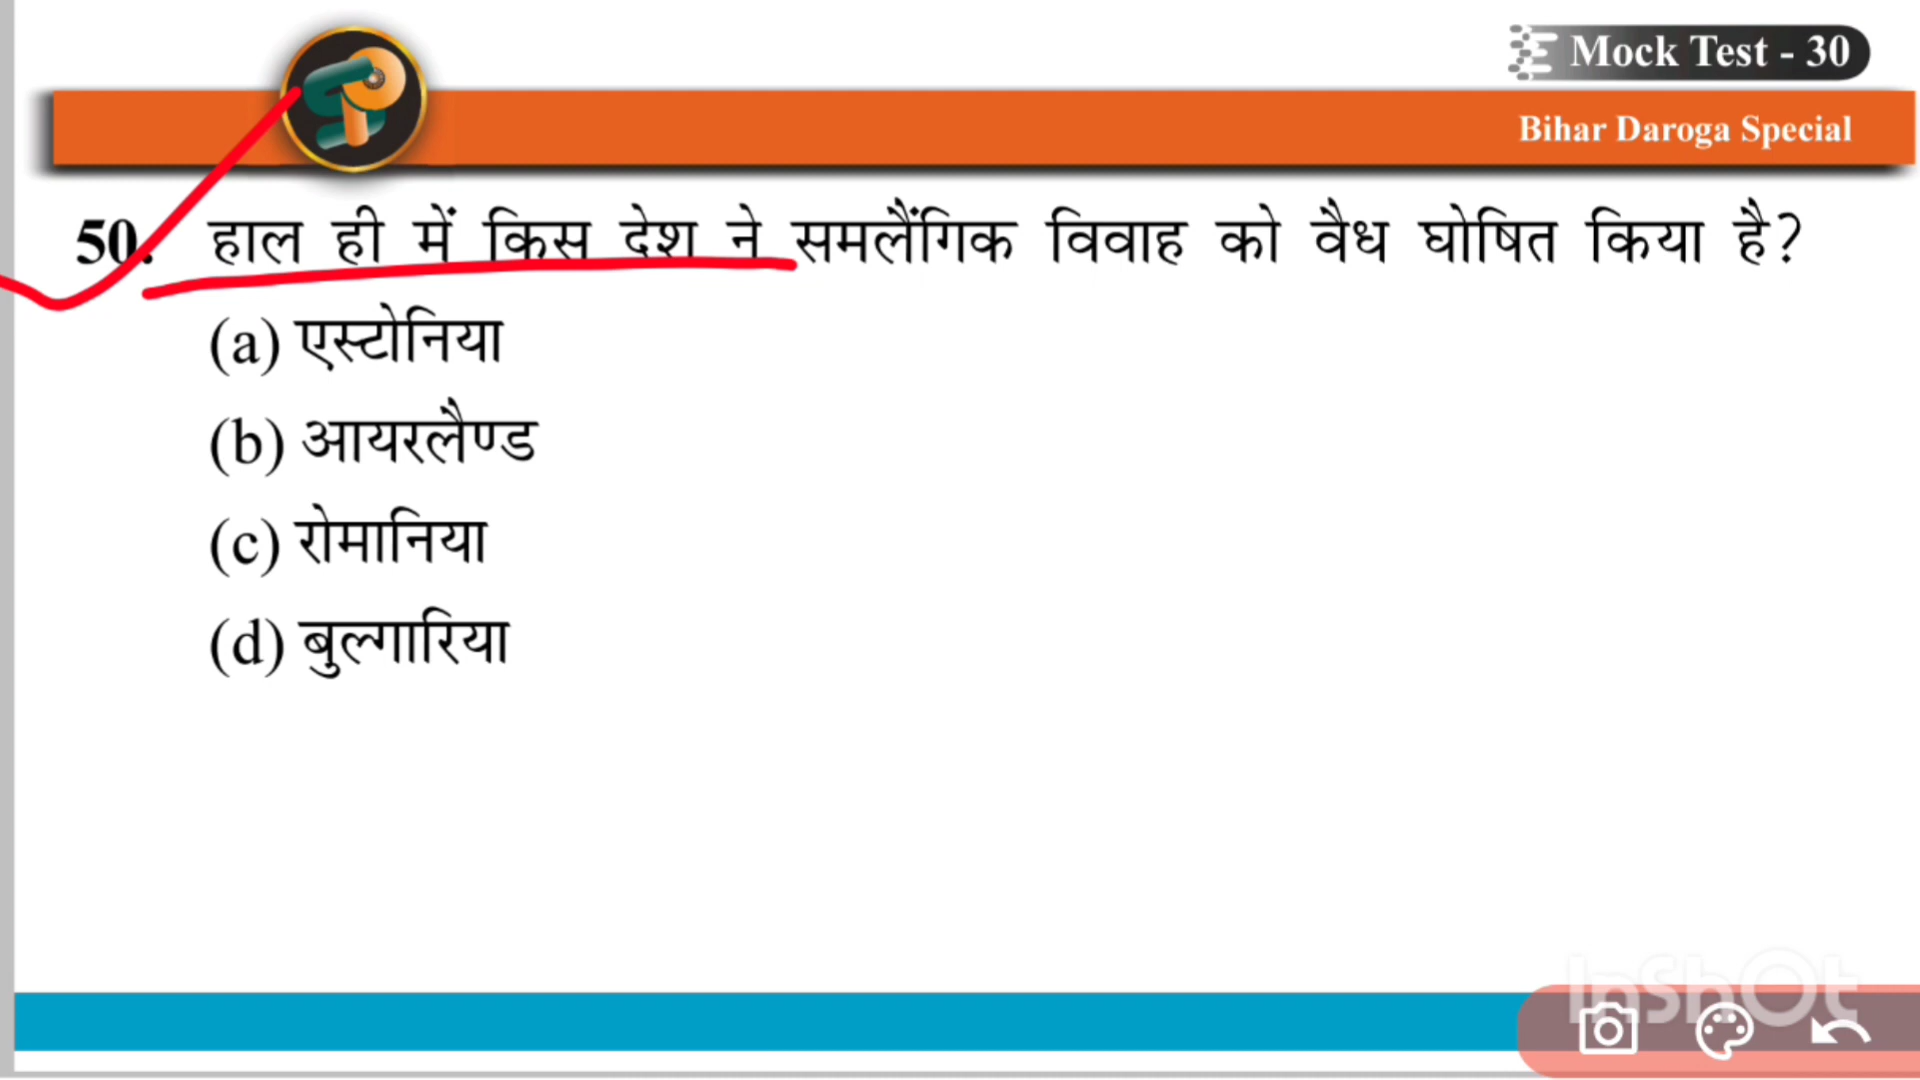 Mock Test - 30
Bihar Daroga Special
50. हाल ही में किस देश ने समलैंगिक विवाह को वैध घोषित किया है?
(a) एस्टोनिया
(b) आयरलैण्ड
(c) रोमानिया
(d) बुल्गारिया
InShOt